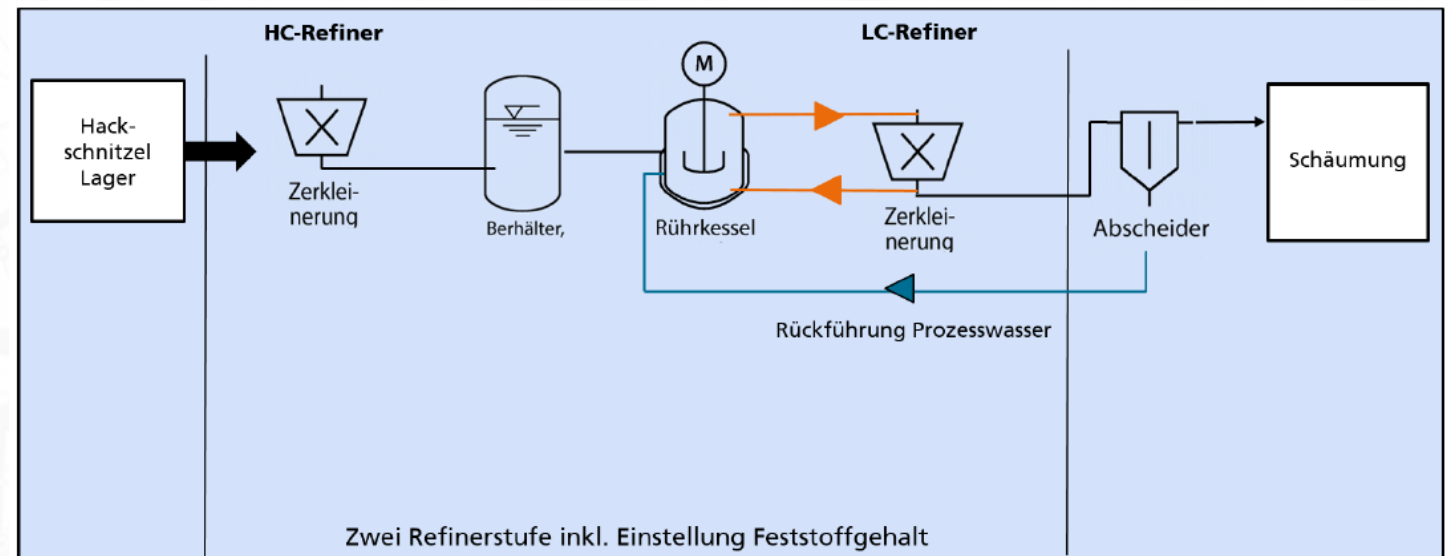 HC-Refiner
LC-Refiner
M
Hack-
schnitzel
Lager
Zerklei-
nerung
Berhälter,
Rührkessel
Zerklei-
nerung
Abscheider
Schäumung
Rückführung Prozesswasser
Zwei Refinerstufe inkl. Einstellung Feststoffgehalt